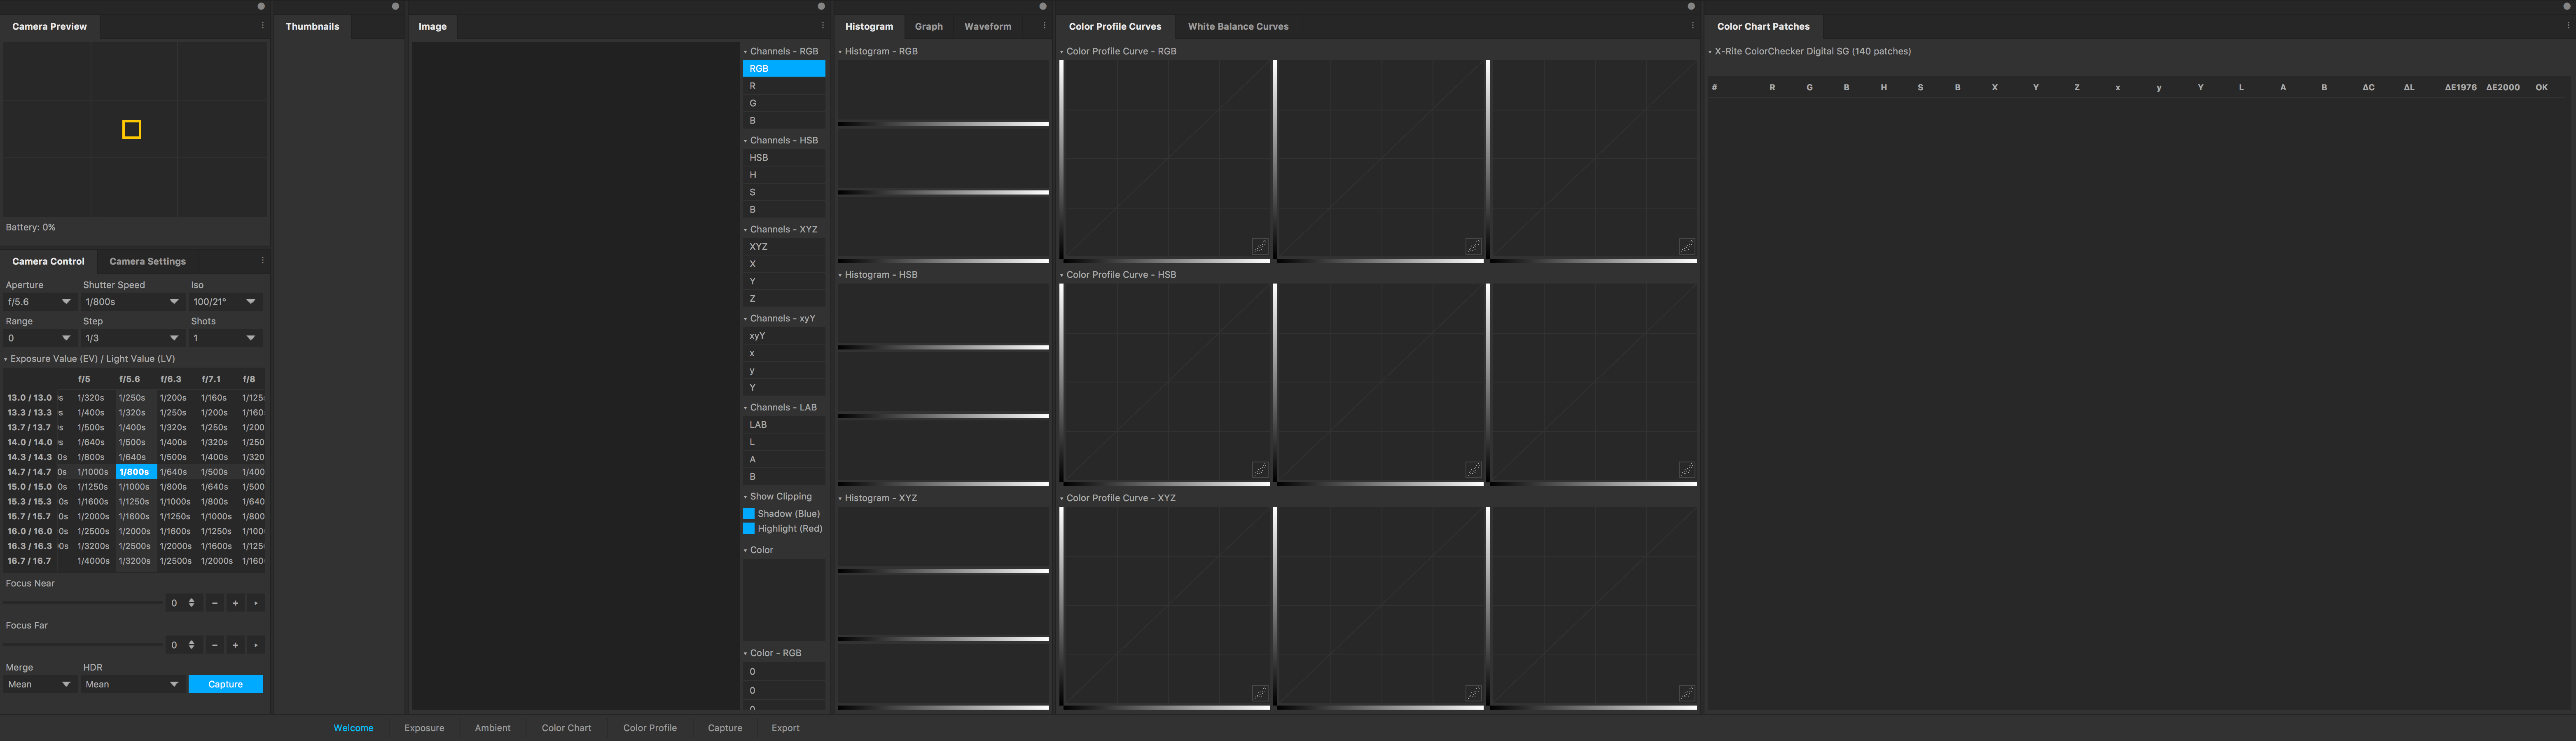 Camera Preview
Battery: 0%
Camera Control Camera Settings
Aperture Shutter Speed Iso
f/5.6 1/800s 100/21°
Range Step Shots
0 1/3 1
Exposure Value (EV) / Light Value (LV)
f/5 f/5.6 f/6.3 f/7.1 f/8
13.0 / 13.0 1/320s 1/250s 1/200s 1/160s 1/125s
13.3 / 13.3 1/400s 1/320s 1/250s 1/200s 1/160
13.7 / 13.7 1/500s 1/400s 1/320s 1/250s 1/200
14.0 / 14.0 1/640s 1/500s 1/400s 1/320s 1/250
14.3 / 14.3 0s 1/800s 1/640s 1/500s 1/400s 1/320
14.7 / 14.7 0s 1/1000s 1/800s 1/640s 1/500s 1/400
15.0 / 15.0 0s 1/1250s 1/1000s 1/800s 1/640s 1/500
15.3 / 15.3 0s 1/1600s 1/1250s 1/1000s 1/800s 1/640
15.7 / 15.7 0s 1/2000s 1/1600s 1/1250s 1/1000s 1/800
16.0 / 16.0 0s 1/2500s 1/2000s 1/1600s 1/1250s 1/100
16.3 / 16.3 0s 1/3200s 1/2500s 1/2000s 1/1600s 1/125
16.7 / 16.7 1/4000s 1/3200s 1/2500s 1/2000s 1/160
Focus Near
0 − +
Focus Far
0 − +
Merge HDR
Mean Mean Capture
Thumbnails
Image
Channels - RGB
RGB
R
G
B
Channels - HSB
HSB
H
S
B
Channels - XYZ
XYZ
X
Y
Z
Channels - xyY
xyY
x
y
Y
Channels - LAB
LAB
L
A
B
Show Clipping
Shadow (Blue)
Highlight (Red)
Color
Color - RGB
0
0
0
Histogram Graph Waveform
Histogram - RGB
Histogram - HSB
Histogram - XYZ
Color Profile Curves White Balance Curves
Color Profile Curve - RGB
Color Profile Curve - HSB
Color Profile Curve - XYZ
Color Chart Patches
X-Rite ColorChecker Digital SG (140 patches)
# R G B H S B X Y Z x y Y L A B ΔC ΔL ΔE1976 ΔE2000 OK
Welcome Exposure Ambient Color Chart Color Profile Capture Export